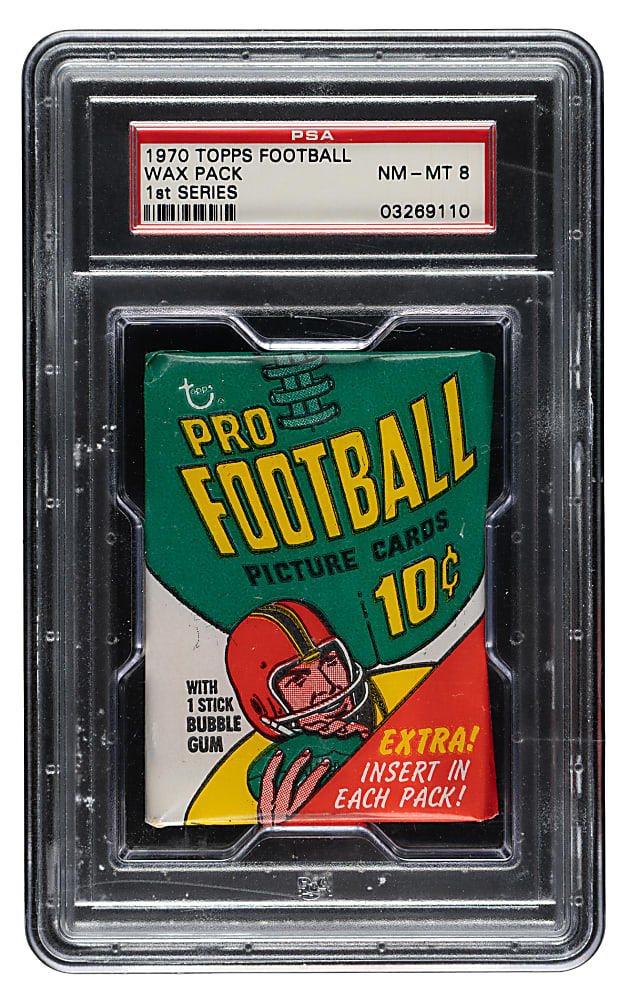 PSA
1970 TOPPS FOOTBALL
WAX PACK NM-MT 8
1st SERIES
03269110
topps
PRO
FOOTBALL
PICTURE CARDS
10¢
WITH
1 STICK
BUBBLE
GUM
EXTRA!
INSERT IN
EACH PACK!
PSA